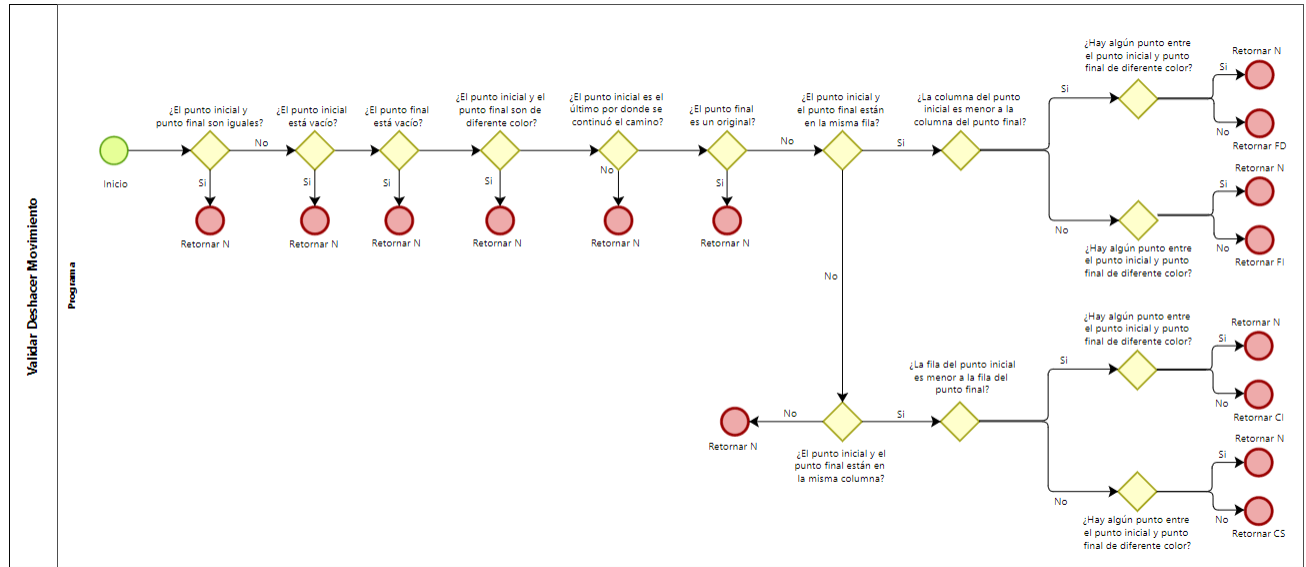 Validar Deshacer Movimiento
Programa
Inicio
¿El punto inicial y
punto final son iguales?
No
Si
Retornar N
¿El punto inicial
está vacío?
Si
Retornar N
¿El punto final
está vacío?
Si
Retornar N
¿El punto inicial y el
punto final son de
diferente color?
Si
Retornar N
¿El punto inicial es el
último por donde se
continuó el camino?
No
Retornar N
¿El punto final
es un original?
No
Si
Retornar N
¿El punto inicial y
el punto final están
en la misma fila?
Si
No
¿La columna del punto
inicial es menor a la
columna del punto final?
Si
No
¿Hay algún punto entre
el punto inicial y punto
final de diferente color?
Si
Retornar N
No
Retornar FD
¿Hay algún punto entre
el punto inicial y punto
final de diferente color?
Si
Retornar N
No
Retornar FI
¿El punto inicial y el
punto final están en
la misma columna?
No
Retornar N
Si
¿La fila del punto inicial
es menor a la fila del
punto final?
Si
No
¿Hay algún punto entre
el punto inicial y punto
final de diferente color?
Si
Retornar N
No
Retornar CI
¿Hay algún punto entre
el punto inicial y punto
final de diferente color?
Si
Retornar N
No
Retornar CS